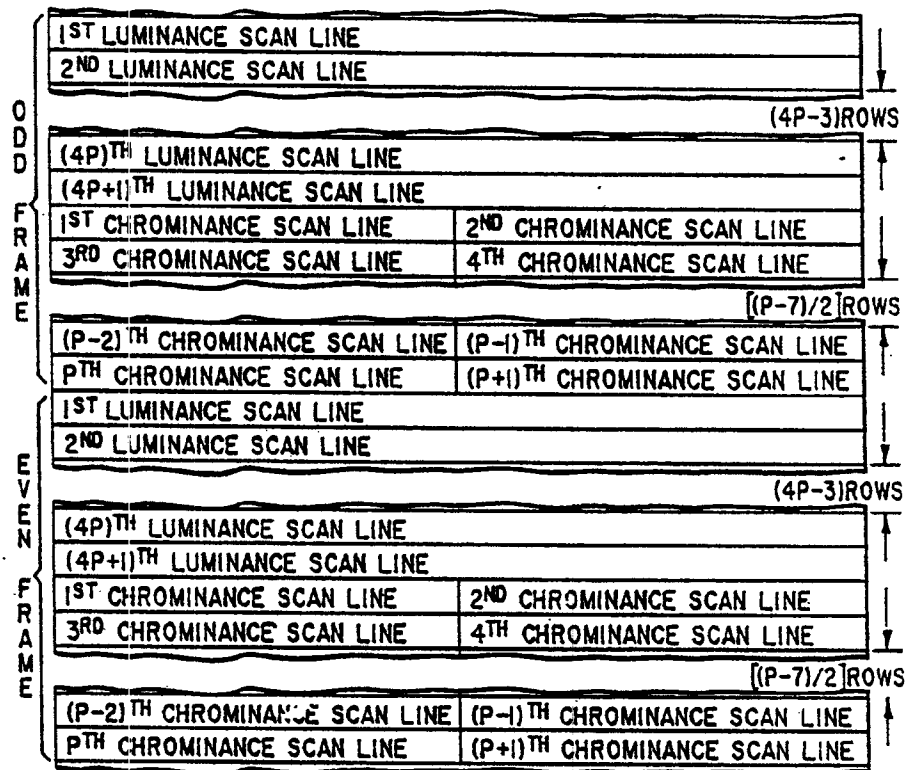 ODD FRAME
1ST LUMINANCE SCAN LINE
2ND LUMINANCE SCAN LINE
(4P-3)ROWS
(4P)TH LUMINANCE SCAN LINE
(4P+1)TH LUMINANCE SCAN LINE
1ST CHROMINANCE SCAN LINE 2ND CHROMINANCE SCAN LINE
3RD CHROMINANCE SCAN LINE 4TH CHROMINANCE SCAN LINE
[(P-7)/2]ROWS
(P-2)TH CHROMINANCE SCAN LINE (P-1)TH CHROMINANCE SCAN LINE
PTH CHROMINANCE SCAN LINE (P+1)TH CHROMINANCE SCAN LINE
EVEN FRAME
1ST LUMINANCE SCAN LINE
2ND LUMINANCE SCAN LINE
(4P-3)ROWS
(4P)TH LUMINANCE SCAN LINE
(4P+1)TH LUMINANCE SCAN LINE
1ST CHROMINANCE SCAN LINE 2ND CHROMINANCE SCAN LINE
3RD CHROMINANCE SCAN LINE 4TH CHROMINANCE SCAN LINE
[(P-7)/2]ROWS
(P-2)TH CHROMINANCE SCAN LINE (P-1)TH CHROMINANCE SCAN LINE
PTH CHROMINANCE SCAN LINE (P+1)TH CHROMINANCE SCAN LINE